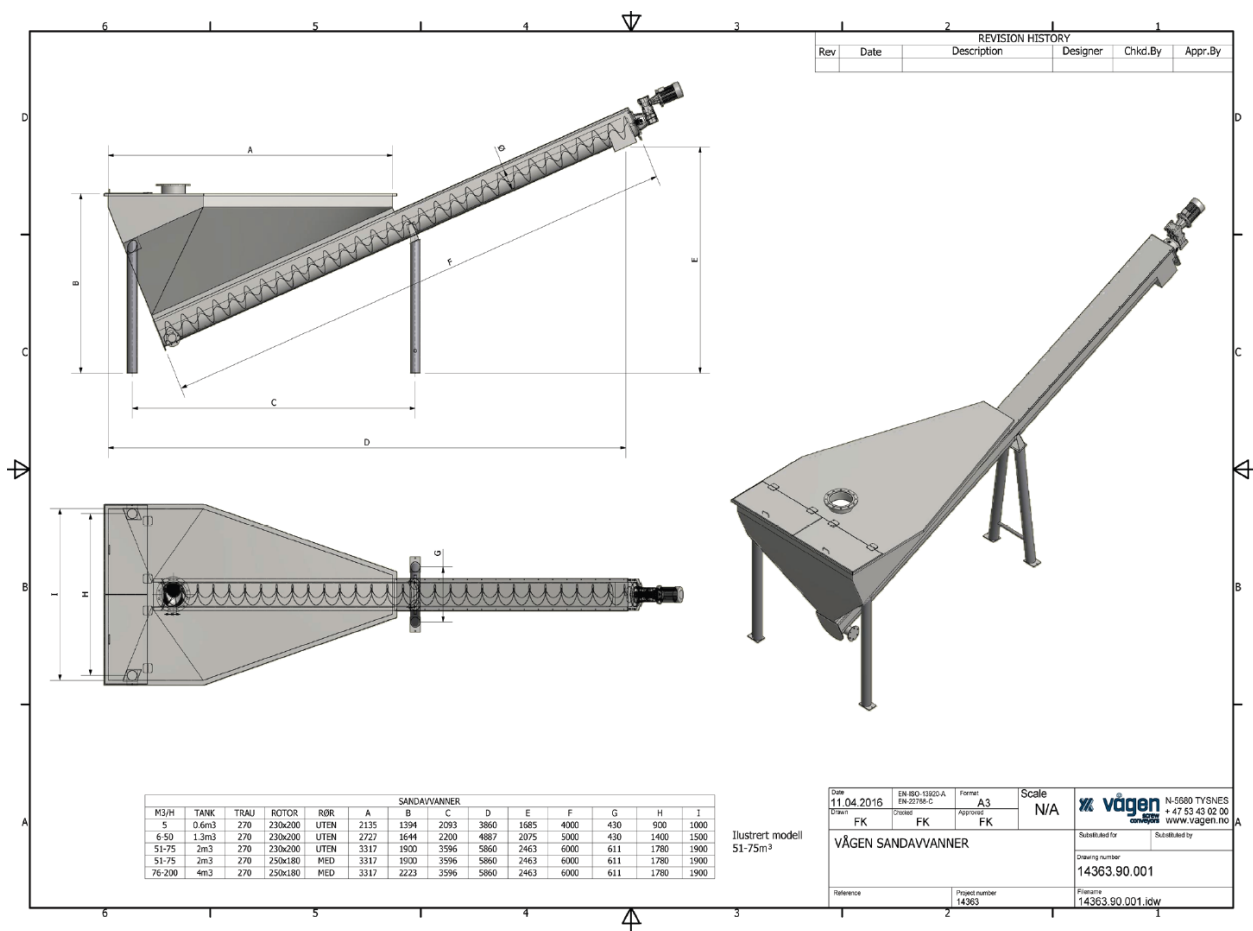 6 5 4 3 2 1
REVISION HISTORY
Rev Date Description Designer Chkd.By Appr.By
D D
A
G
B
F
E
C C
C
D
G
B B
I
H
SANDAVVANNER
M3/H TANK TRAU ROTOR RØR A B C D E F G H I
5 0.6m3 270 230x200 UTEN 2135 1394 2093 3860 1685 4000 430 900 1000
6-50 1.3m3 270 230x200 UTEN 2727 1644 2200 4887 2075 5000 430 1400 1500
51-75 2m3 270 230x200 UTEN 3317 1900 3596 5860 2463 6000 611 1780 1900
51-75 2m3 270 250x180 MED 3317 1900 3596 5860 2463 6000 611 1780 1900
76-200 4m3 270 250x180 MED 3317 2223 3596 5860 2463 6000 611 1780 1900
Ilustrert modell
51-75m³
A A
Date
11.04.2016
EN-ISO-13920-A
EN-22768-C
Format
A3
Scale
N/A
vågen
screw
conveyors
N-5680 TYSNES
+ 47 53 43 02 00
www.vagen.no
Drawn
FK
Checked
FK
Approved
FK
VÅGEN SANDAVVANNER
Substituted for
Substituted by
Drawing number
14363.90.001
Reference
Project number
14363
Filename
14363.90.001.idw
6 5 4 3 2 1